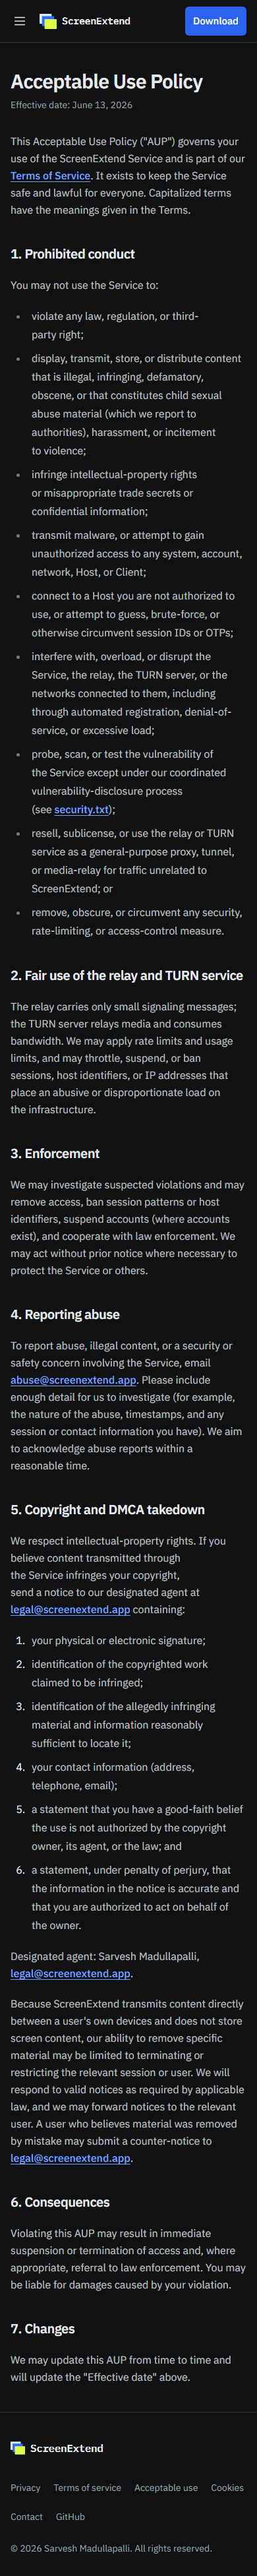 ScreenExtend
Download
Acceptable Use Policy
Effective date: June 13, 2026
This Acceptable Use Policy ("AUP") governs your
use of the ScreenExtend Service and is part of our
Terms of Service. It exists to keep the Service
safe and lawful for everyone. Capitalized terms
have the meanings given in the Terms.
1. Prohibited conduct
You may not use the Service to:
• violate any law, regulation, or third-
party right;
• display, transmit, store, or distribute content
that is illegal, infringing, defamatory,
obscene, or that constitutes child sexual
abuse material (which we report to
authorities), harassment, or incitement
to violence;
• infringe intellectual-property rights
or misappropriate trade secrets or
confidential information;
• transmit malware, or attempt to gain
unauthorized access to any system, account,
network, Host, or Client;
• connect to a Host you are not authorized to
use, or attempt to guess, brute-force, or
otherwise circumvent session IDs or OTPs;
• interfere with, overload, or disrupt the
Service, the relay, the TURN server, or the
networks connected to them, including
through automated registration, denial-of-
service, or excessive load;
• probe, scan, or test the vulnerability of
the Service except under our coordinated
vulnerability-disclosure process
(see security.txt);
• resell, sublicense, or use the relay or TURN
service as a general-purpose proxy, tunnel,
or media-relay for traffic unrelated to
ScreenExtend; or
• remove, obscure, or circumvent any security,
rate-limiting, or access-control measure.
2. Fair use of the relay and TURN service
The relay carries only small signaling messages;
the TURN server relays media and consumes
bandwidth. We may apply rate limits and usage
limits, and may throttle, suspend, or ban
sessions, host identifiers, or IP addresses that
place an abusive or disproportionate load on
the infrastructure.
3. Enforcement
We may investigate suspected violations and may
remove access, ban session patterns or host
identifiers, suspend accounts (where accounts
exist), and cooperate with law enforcement. We
may act without prior notice where necessary to
protect the Service or others.
4. Reporting abuse
To report abuse, illegal content, or a security or
safety concern involving the Service, email
abuse@screenextend.app. Please include
enough detail for us to investigate (for example,
the nature of the abuse, timestamps, and any
session or contact information you have). We aim
to acknowledge abuse reports within a
reasonable time.
5. Copyright and DMCA takedown
We respect intellectual-property rights. If you
believe content transmitted through
the Service infringes your copyright,
send a notice to our designated agent at
legal@screenextend.app containing:
1. your physical or electronic signature;
2. identification of the copyrighted work
claimed to be infringed;
3. identification of the allegedly infringing
material and information reasonably
sufficient to locate it;
4. your contact information (address,
telephone, email);
5. a statement that you have a good-faith belief
the use is not authorized by the copyright
owner, its agent, or the law; and
6. a statement, under penalty of perjury, that
the information in the notice is accurate and
that you are authorized to act on behalf of
the owner.
Designated agent: Sarvesh Madullapalli,
legal@screenextend.app.
Because ScreenExtend transmits content directly
between a user's own devices and does not store
screen content, our ability to remove specific
material may be limited to terminating or
restricting the relevant session or user. We will
respond to valid notices as required by applicable
law, and we may forward notices to the relevant
user. A user who believes material was removed
by mistake may submit a counter-notice to
legal@screenextend.app.
6. Consequences
Violating this AUP may result in immediate
suspension or termination of access and, where
appropriate, referral to law enforcement. You may
be liable for damages caused by your violation.
7. Changes
We may update this AUP from time to time and
will update the "Effective date" above.
ScreenExtend
Privacy Terms of service Acceptable use Cookies
Contact GitHub
© 2026 Sarvesh Madullapalli. All rights reserved.